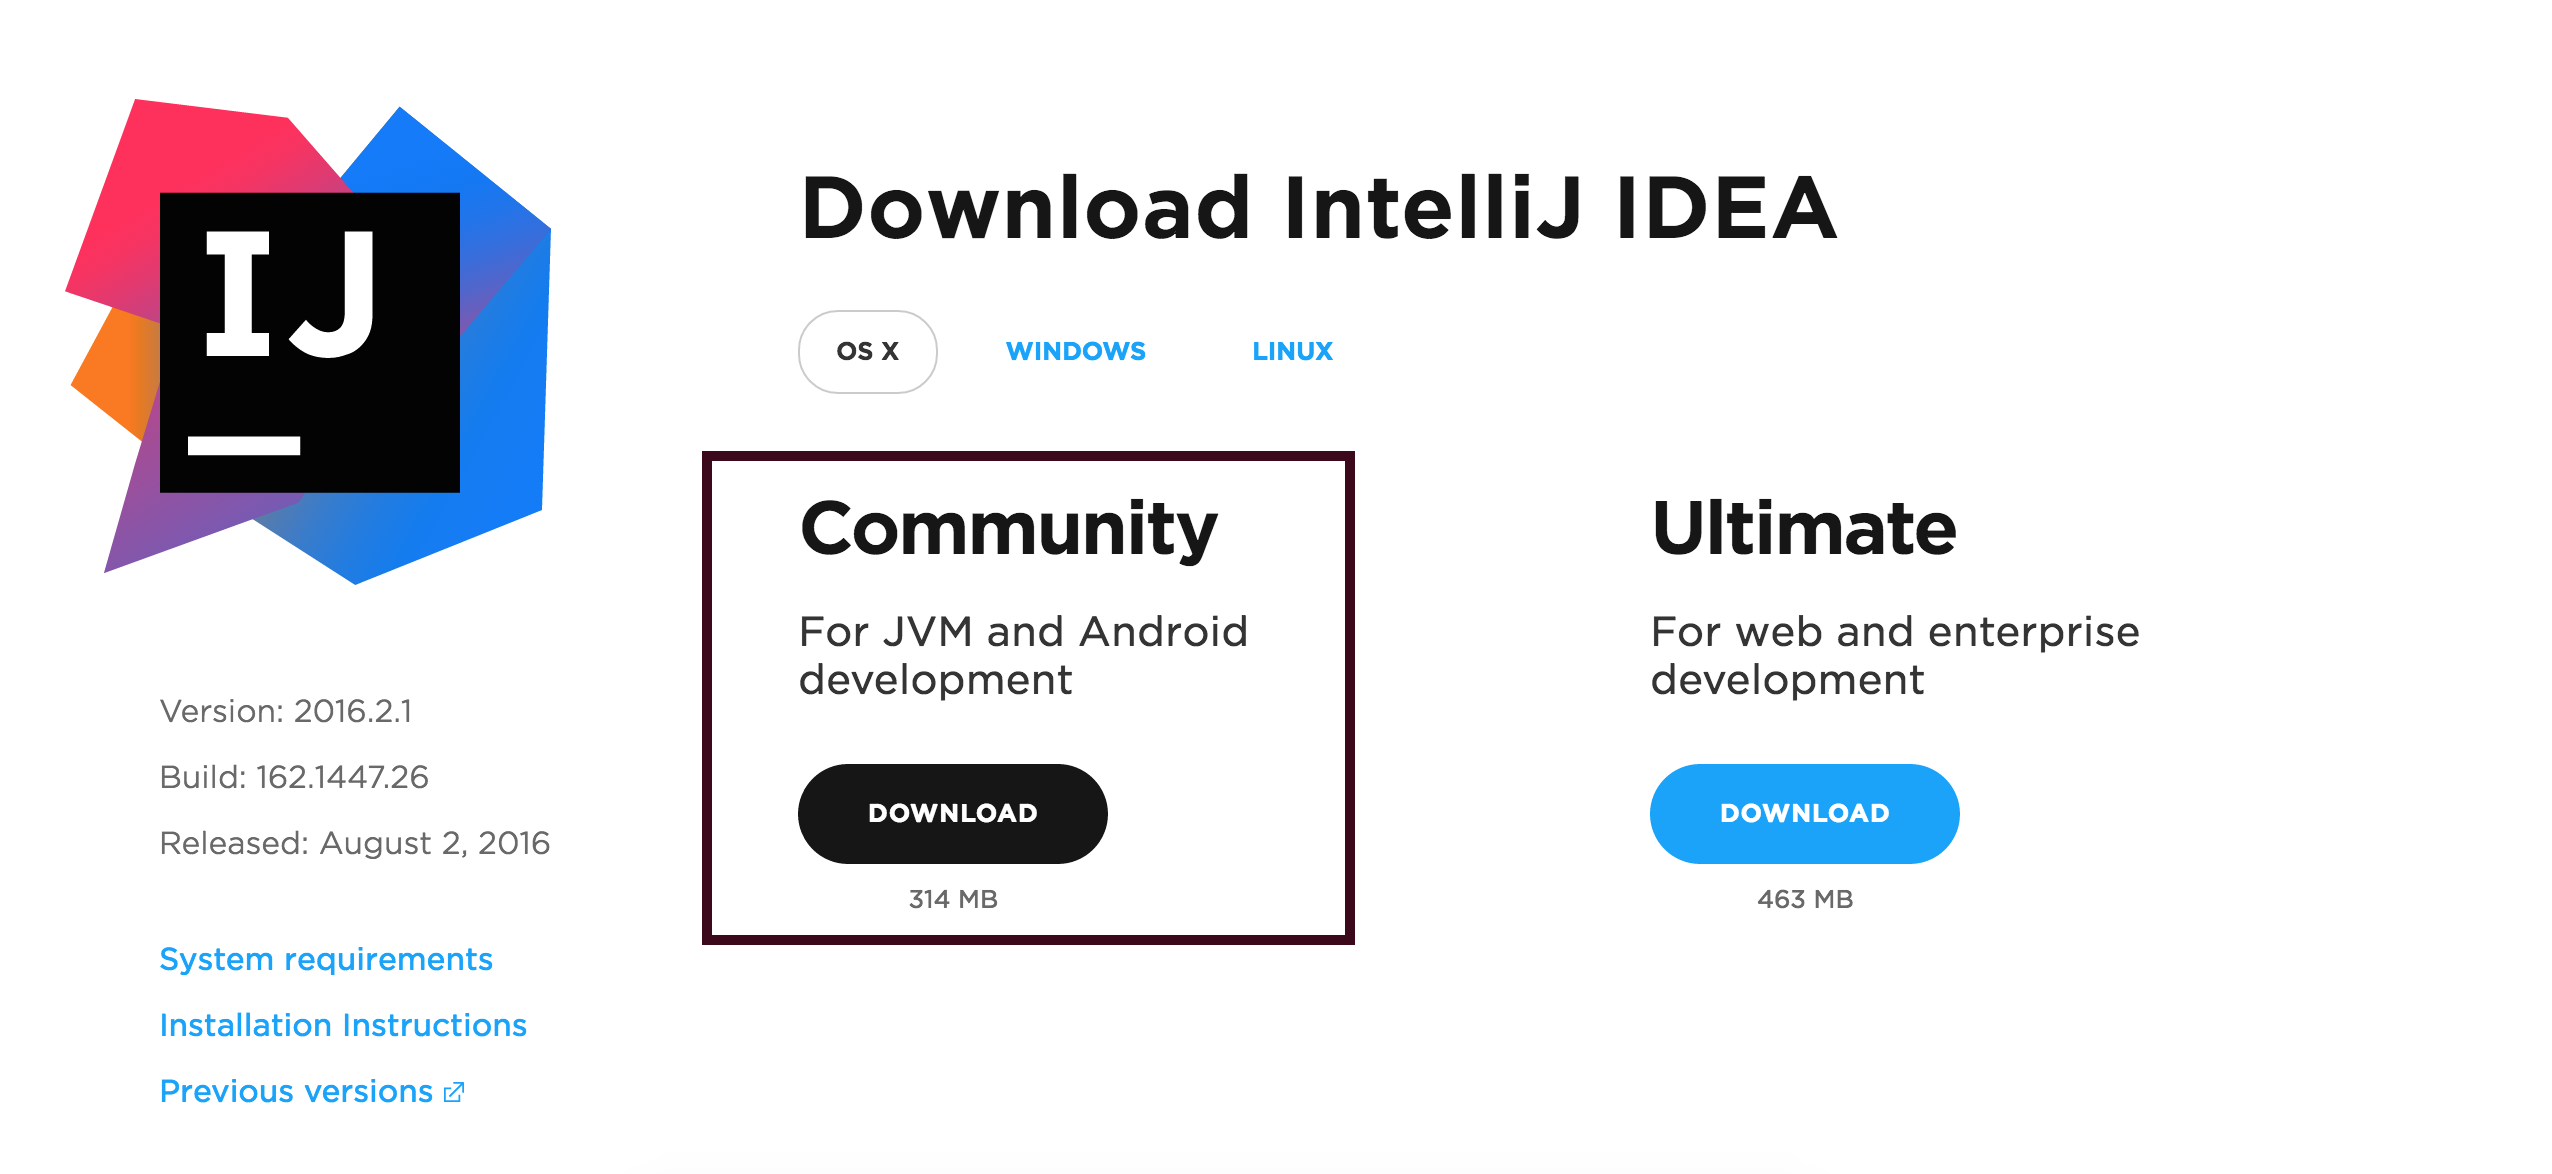 IJ
Download IntelliJ IDEA
OS X
WINDOWS
LINUX
Community
For JVM and Android
development
DOWNLOAD
314 MB
Ultimate
For web and enterprise
development
DOWNLOAD
463 MB
Version: 2016.2.1
Build: 162.1447.26
Released: August 2, 2016
System requirements
Installation Instructions
Previous versions